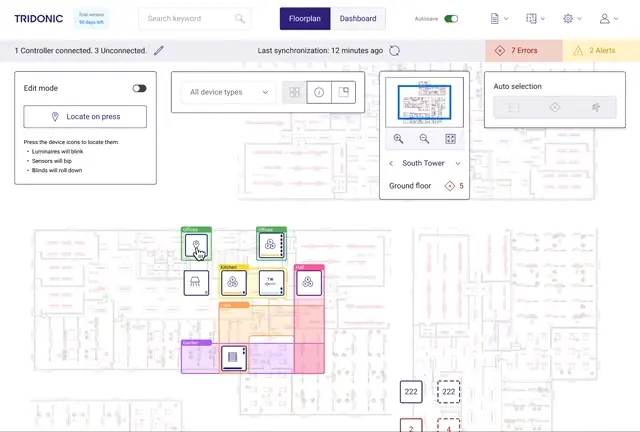 TRIDONIC
Trial version
90 days left
Search keyword
Floorplan
Dashboard
Autosave
1 Controller connected. 3 Unconnected.
Last synchronization: 12 minutes ago
7 Errors
2 Alerts
Edit mode
Locate on press
Press the device icons to locate them
• Luminaires will blink
• Sensors will bip
• Blinds will roll down
All device types
South Tower
Ground floor
5
Auto selection
Offices
Offices
Kitchen
Hall
TW
Garden
222
222
2
4